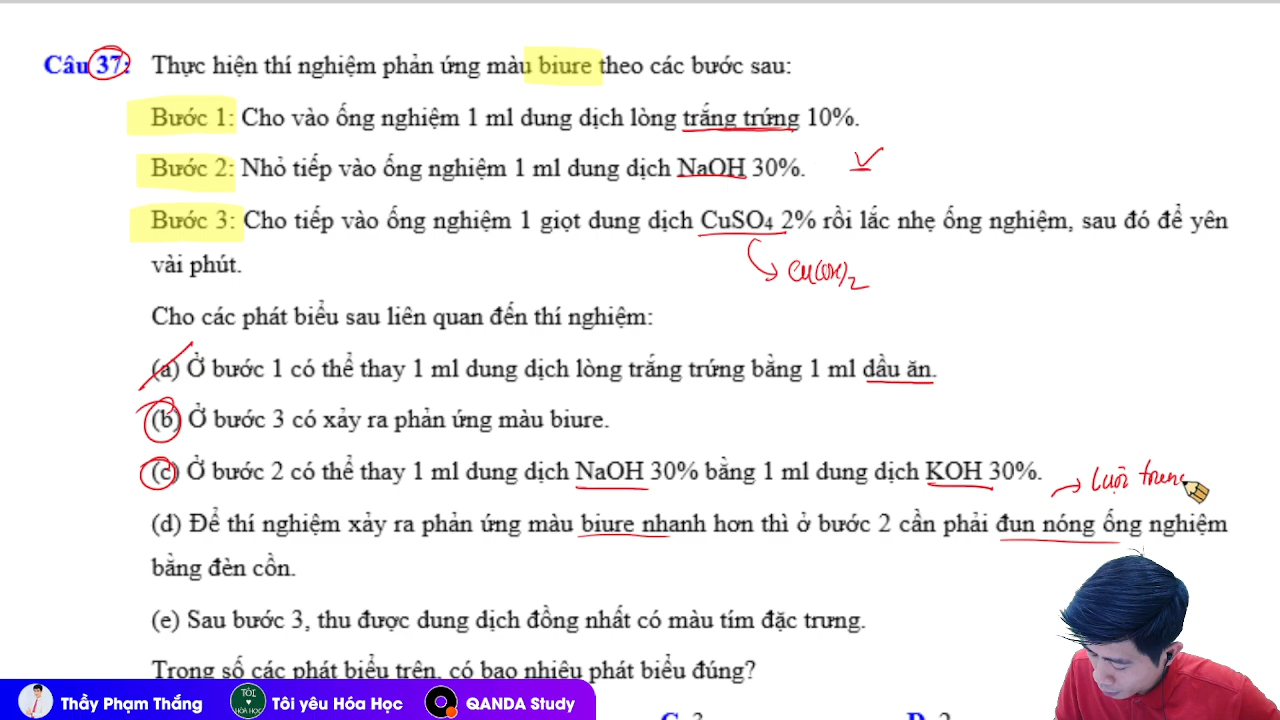 Câu 37: Thực hiện thí nghiệm phản ứng màu biure theo các bước sau:
Bước 1: Cho vào ống nghiệm 1 ml dung dịch lòng trắng trứng 10%.
Bước 2: Nhỏ tiếp vào ống nghiệm 1 ml dung dịch NaOH 30%.
Bước 3: Cho tiếp vào ống nghiệm 1 giọt dung dịch CuSO4 2% rồi lắc nhẹ ống nghiệm, sau đó để yên
vài phút.
Cu(OH)2
Cho các phát biểu sau liên quan đến thí nghiệm:
(a) Ở bước 1 có thể thay 1 ml dung dịch lòng trắng trứng bằng 1 ml dầu ăn.
(b) Ở bước 3 có xảy ra phản ứng màu biure.
(c) Ở bước 2 có thể thay 1 ml dung dịch NaOH 30% bằng 1 ml dung dịch KOH 30%.
(d) Để thí nghiệm xảy ra phản ứng màu biure nhanh hơn thì ở bước 2 cần phải đun nóng ống nghiệm
bằng đèn cồn.
(e) Sau bước 3, thu được dung dịch đồng nhất có màu tím đặc trưng.
Trong số các phát biểu trên, có bao nhiêu phát biểu đúng?
Thầy Phạm Thắng
TÔI
HÓA HỌC
Tôi yêu Hóa Học
QANDA Study